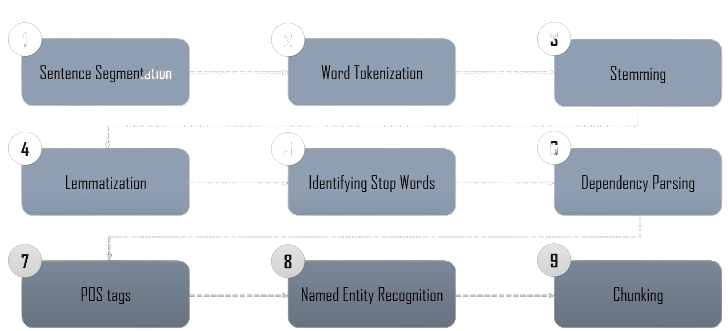 1
Sentence Segmentation
2
Word Tokenization
3
Stemming
4
Lemmatization
5
Identifying Stop Words
6
Dependency Parsing
7
POS tags
8
Named Entity Recognition
9
Chunking